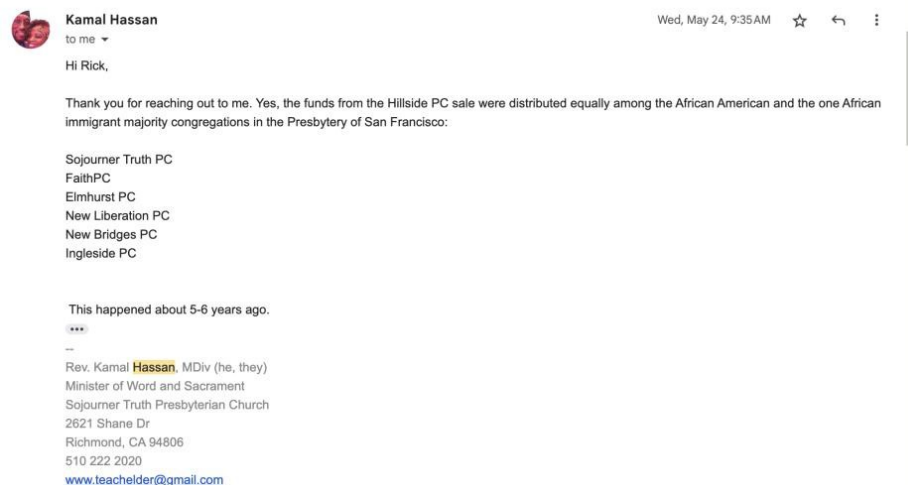 Kamal Hassan
Wed, May 24, 9:35 AM
to me
Hi Rick,
Thank you for reaching out to me. Yes, the funds from the Hillside PC sale were distributed equally among the African American and the one African
immigrant majority congregations in the Presbytery of San Francisco:
Sojourner Truth PC
FaithPC
Elmhurst PC
New Liberation PC
New Bridges PC
Ingleside PC
This happened about 5-6 years ago.
--
Rev. Kamal Hassan, MDiv (he, they)
Minister of Word and Sacrament
Sojourner Truth Presbyterian Church
2621 Shane Dr
Richmond, CA 94806
510 222 2020
www.teachelder@gmail.com